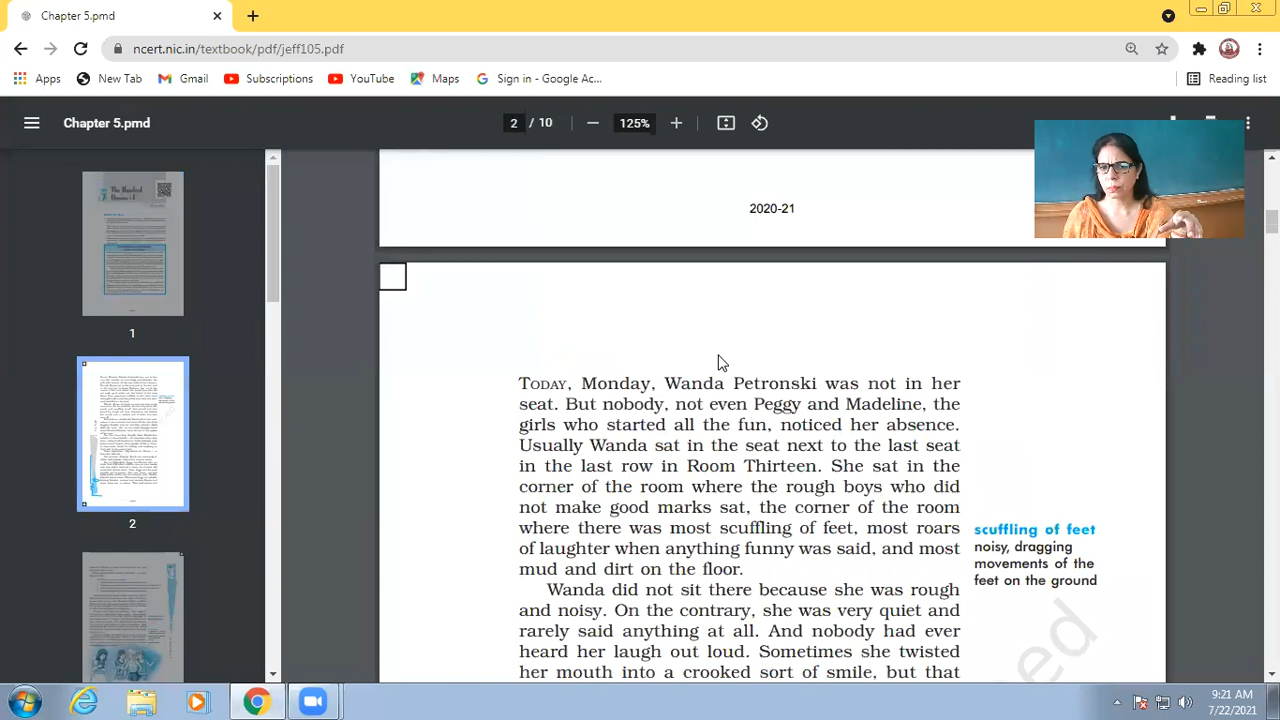 Chapter 5.pmd
ncert.nic.in/textbook/pdf/jeff105.pdf
Apps New Tab Gmail Subscriptions YouTube Maps Sign in - Google Ac... Reading list
Chapter 5.pmd 2 / 10 125%
2020-21
1
2
TODAY, Monday, Wanda Petronski was not in her
seat. But nobody, not even Peggy and Madeline, the
girls who started all the fun, noticed her absence.
Usually Wanda sat in the seat next to the last seat
in the last row in Room Thirteen. She sat in the
corner of the room where the rough boys who did
not make good marks sat, the corner of the room
where there was most scuffling of feet, most roars
of laughter when anything funny was said, and most
mud and dirt on the floor.
scuffling of feet
noisy, dragging
movements of the
feet on the ground
Wanda did not sit there because she was rough
and noisy. On the contrary, she was very quiet and
rarely said anything at all. And nobody had ever
heard her laugh out loud. Sometimes she twisted
her mouth into a crooked sort of smile, but that
9:21 AM
7/22/2021